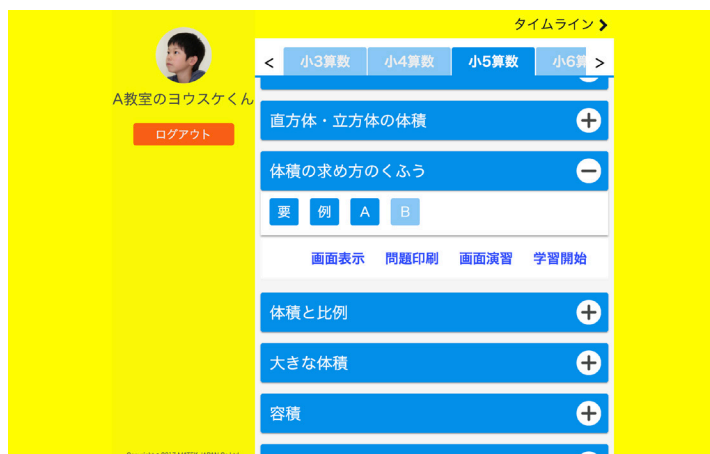 タイムライン
< 小3算数 小4算数 小5算数 小6算 >
A教室のヨウスケくん
ログアウト
直方体・立方体の体積
体積の求め方のくふう
要 例 A B
画面表示 問題印刷 画面演習 学習開始
体積と比例
大きな体積
容積